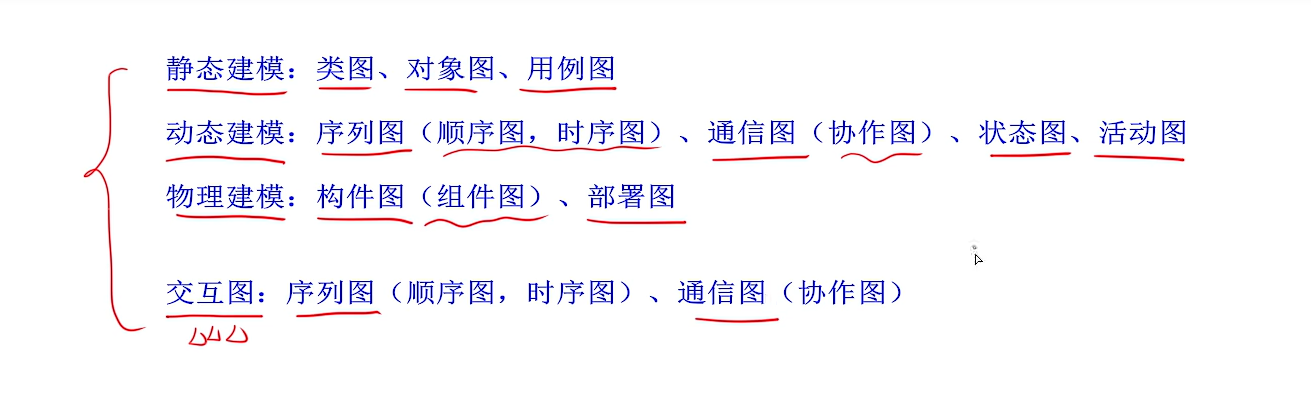 静态建模：类图、对象图、用例图
动态建模：序列图（顺序图，时序图）、通信图（协作图）、状态图、活动图
物理建模：构件图（组件图）、部署图
交互图：序列图（顺序图，时序图）、通信图（协作图）